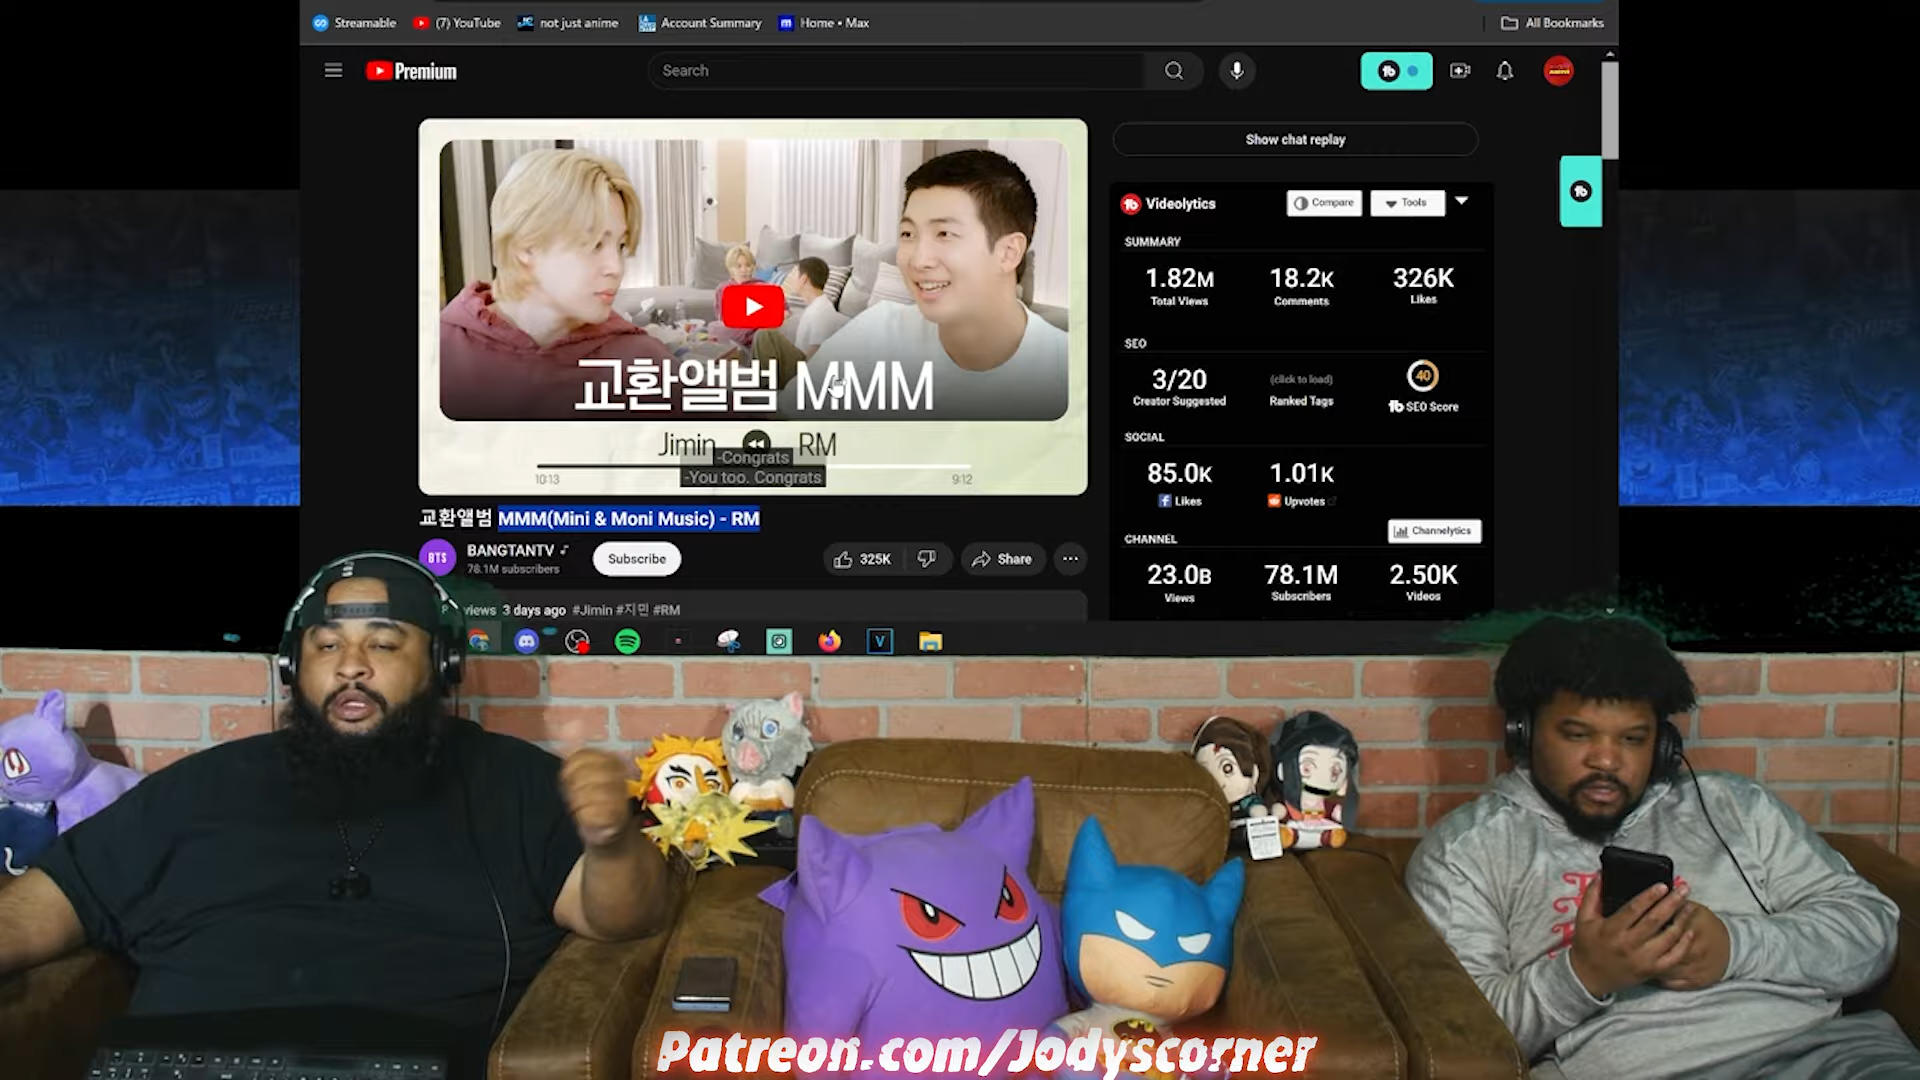 Streamable
(7) YouTube
not just anime
Account Summary
Home • Max
All Bookmarks
Premium
Search
Show chat replay
교환앨범 MMM
Jimin RM
-Congrats
-You too. Congrats
10:13
9:12
Videolytics
Compare
Tools
SUMMARY
1.82M
18.2K
326K
Total Views
Comments
Likes
SEO
3/20
(click to load)
40
Creator Suggested
Ranked Tags
tb SEO Score
SOCIAL
85.0K
1.01K
Likes
Upvotes
Channelytics
CHANNEL
23.0B
78.1M
2.50K
Views
Subscribers
Videos
교환앨범 MMM(Mini & Moni Music) - RM
BTS
BANGTANTV
78.1M subscribers
Subscribe
325K
Share
views 3 days ago #Jimin #지민 #RM
Patreon.com/Jodyscorner